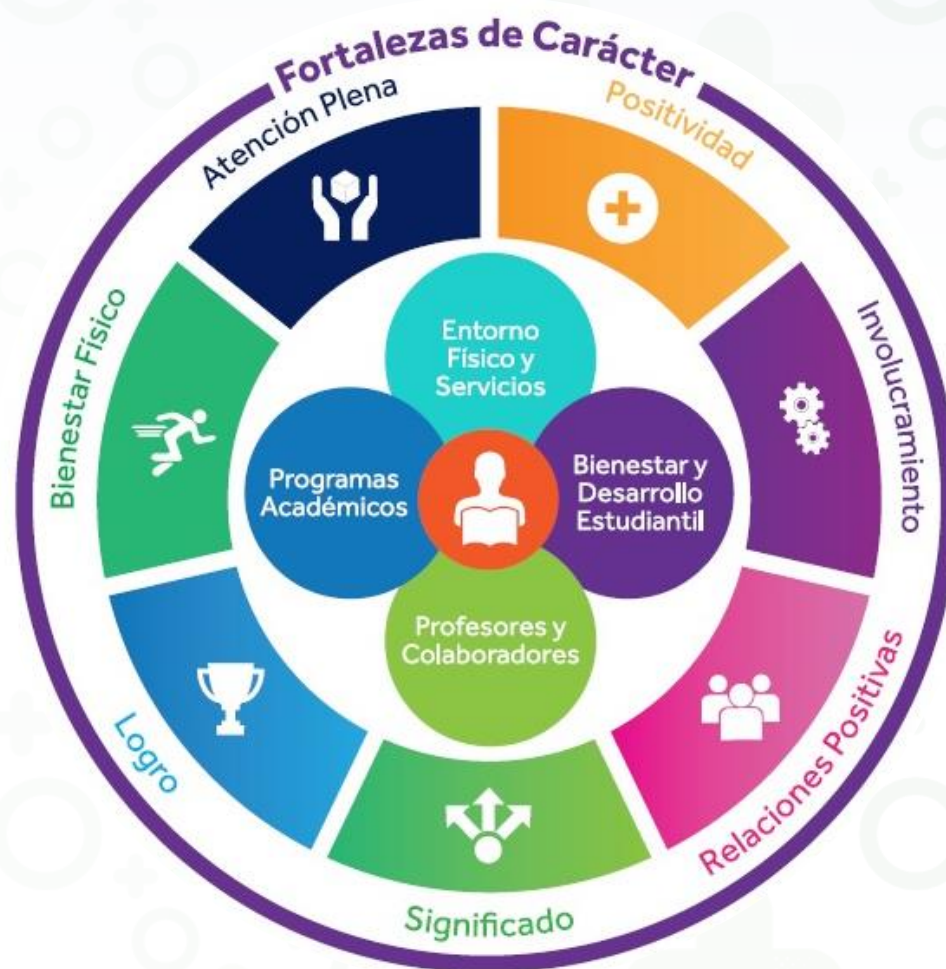 Fortalezas de Carácter
Atención Plena
Positividad
Bienestar Físico
Involucramiento
Entorno
Físico y
Servicios
Programas
Académicos
Bienestar y
Desarrollo
Estudiantil
Profesores y
Colaboradores
Logro
Relaciones Positivas
Significado